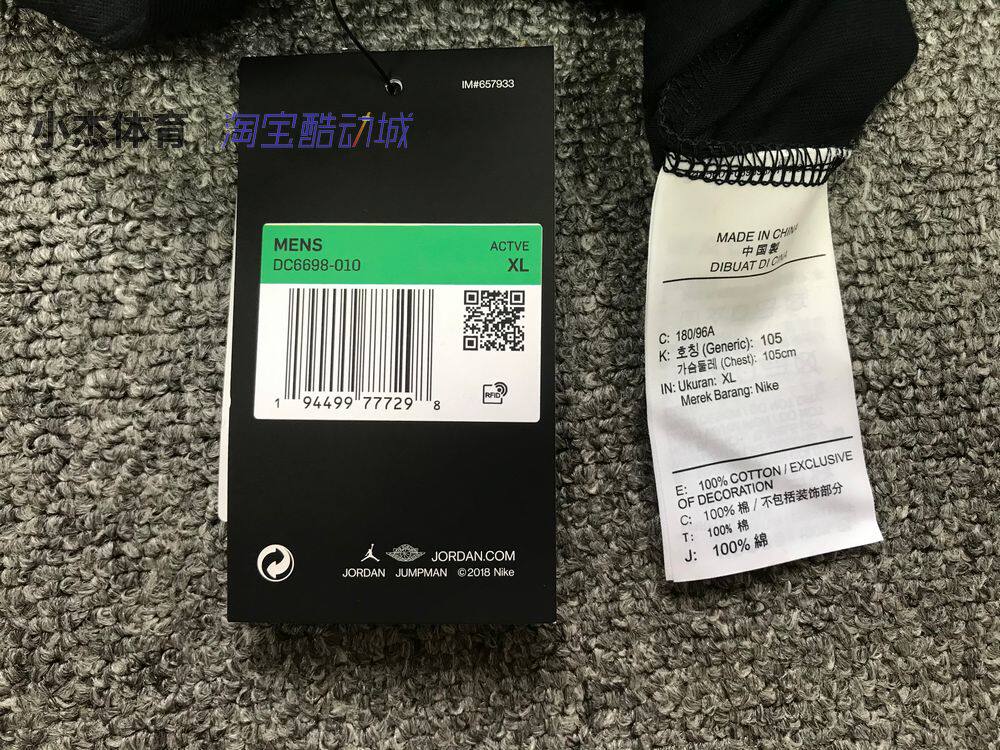 IM#657933
小杰体育
淘宝酷动城
MENS
ACTVE
DC6698-010
XL
1 94499 77729 8
RFID
JORDAN.COM
JORDAN JUMPMAN ©2018 Nike
MADE IN CHINA
中国製
DIBUAT DI CINA
C: 180/96A
K: 호칭 (Generic): 105
가슴둘레 (Chest): 105cm
IN: Ukuran: XL
Merek Barang: Nike
E: 100% COTTON / EXCLUSIVE
OF DECORATION
C: 100% 棉 / 不包括装饰部分
T: 100% 棉
J: 100% 綿